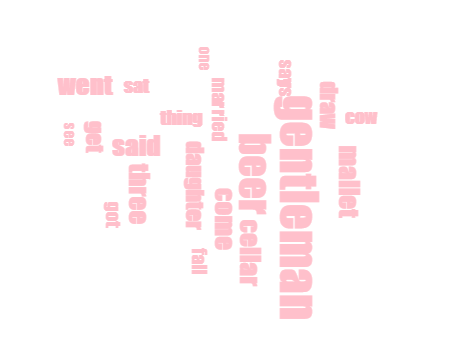 one
says
went
sat
married
draw
thing
cow
see
get
said
daughter
beer
gentleman
mallet
three
come
got
cellar
fall